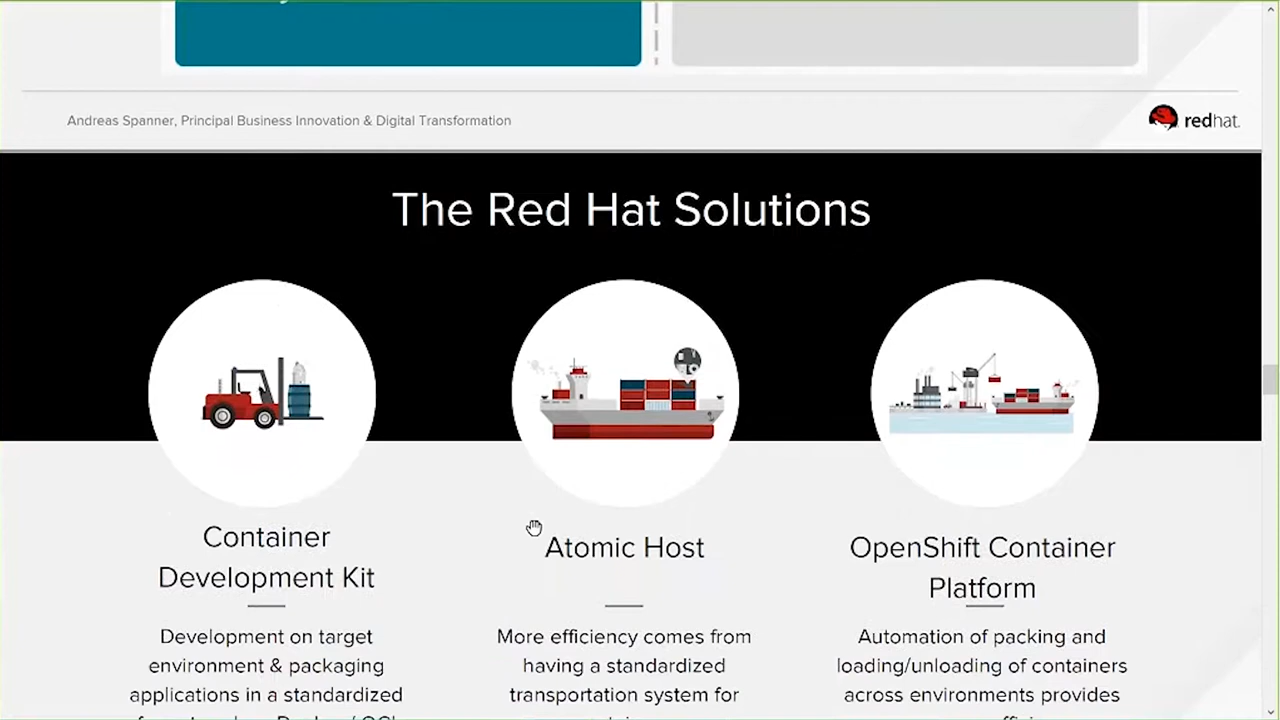 Andreas Spanner, Principal Business Innovation & Digital Transformation
redhat.
The Red Hat Solutions
Container
Development Kit
Development on target
environment & packaging
applications in a standardized
Atomic Host
More efficiency comes from
having a standardized
transportation system for
OpenShift Container
Platform
Automation of packing and
loading/unloading of containers
across environments provides